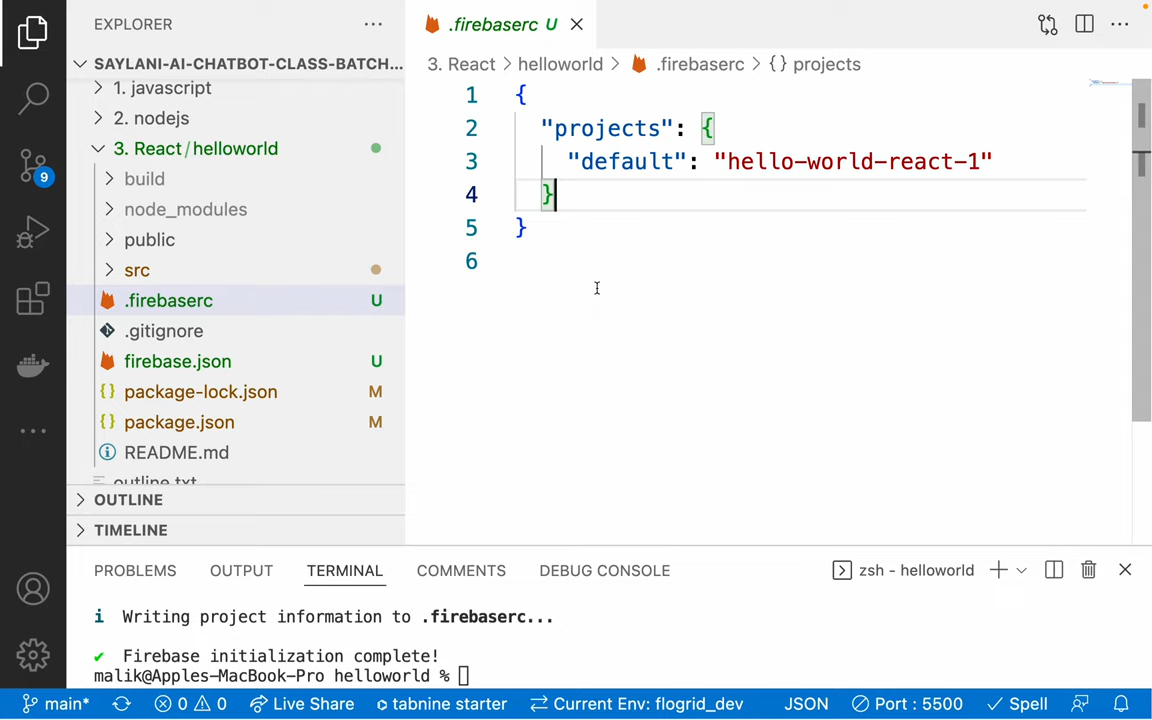 EXPLORER
SAYLANI-AI-CHATBOT-CLASS-BATCH...
1. javascript
2. nodejs
3. React / helloworld
build
node_modules
public
src
.firebaserc U
.gitignore
firebase.json U
package-lock.json M
package.json M
README.md
outline.txt
OUTLINE
TIMELINE
9
.firebaserc U
3. React > helloworld > .firebaserc > {} projects
1 {
2 "projects": {
3 "default": "hello-world-react-1"
4 }
5 }
6
PROBLEMS OUTPUT TERMINAL COMMENTS DEBUG CONSOLE zsh - helloworld
i Writing project information to .firebaserc...
✔ Firebase initialization complete!
malik@Apples-MacBook-Pro helloworld %
main* 0 0 Live Share tabnine starter Current Env: flogrid_dev JSON Port : 5500 Spell